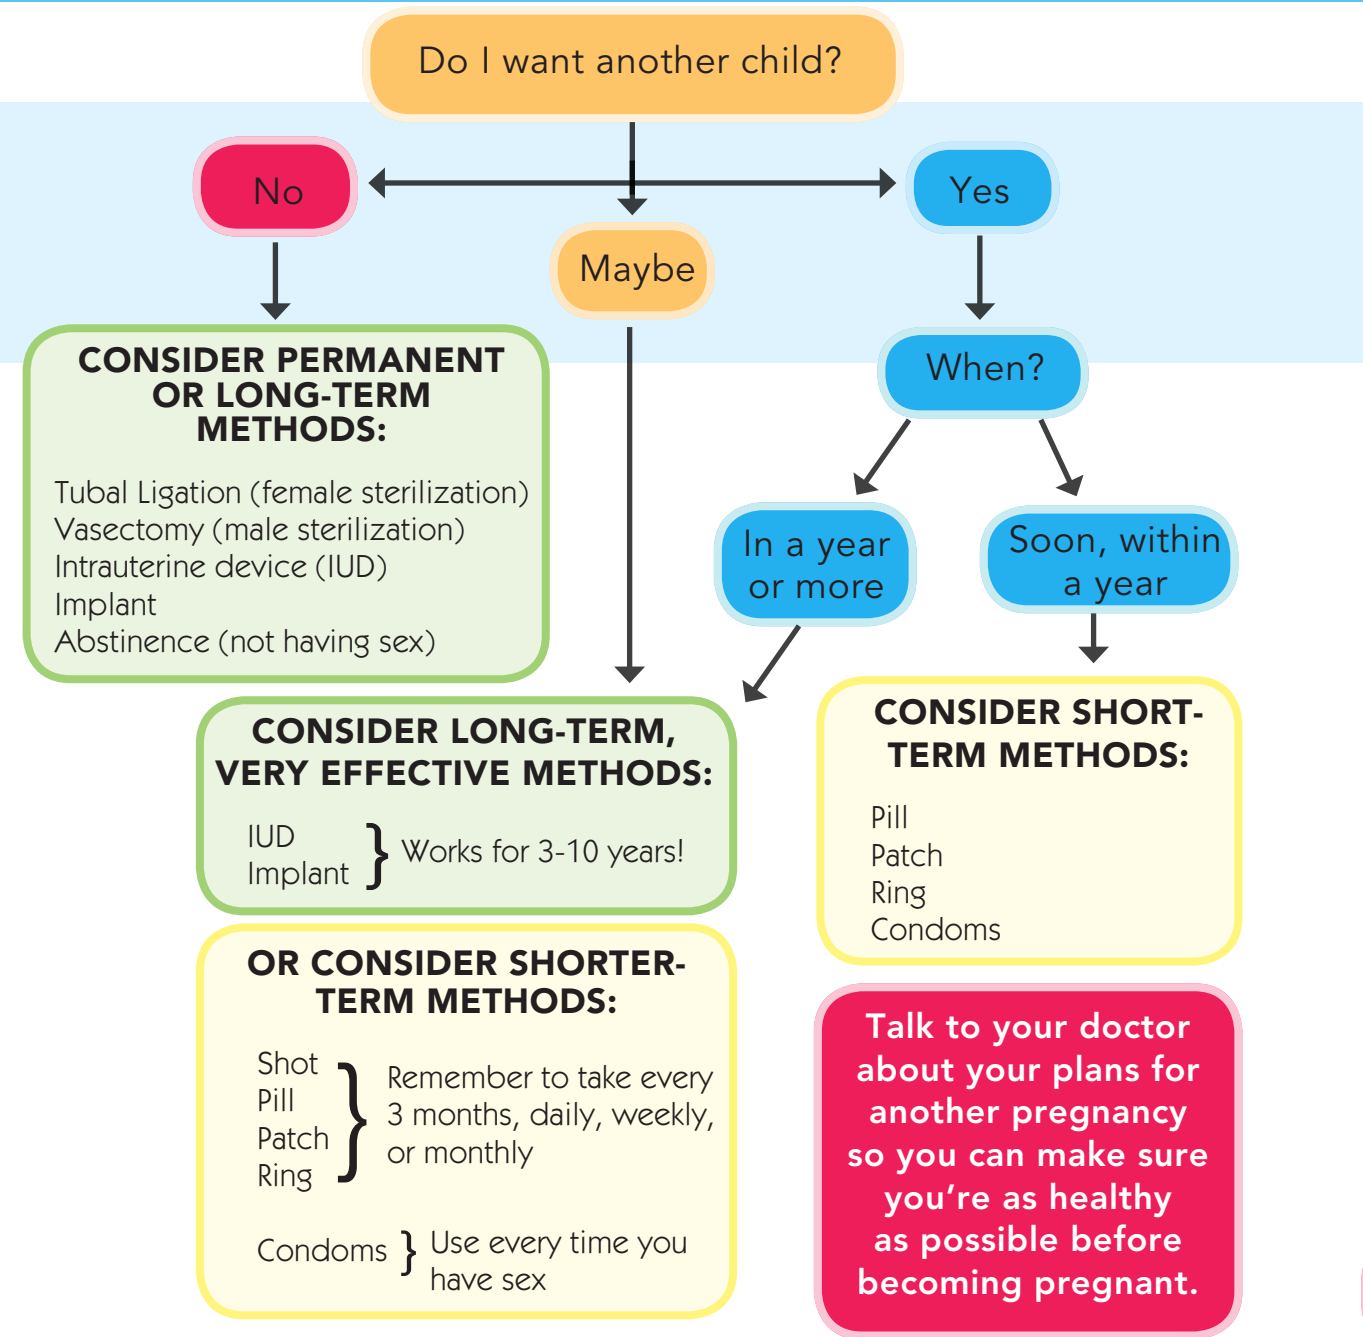 Do I want another child?
No
Yes
Maybe
CONSIDER PERMANENT
OR LONG-TERM
METHODS:
Tubal Ligation (female sterilization)
Vasectomy (male sterilization)
Intrauterine device (IUD)
Implant
Abstinence (not having sex)
When?
In a year
or more
Soon, within
a year
CONSIDER LONG-TERM,
VERY EFFECTIVE METHODS:
IUD
Implant
} Works for 3-10 years!
OR CONSIDER SHORTER-
TERM METHODS:
Shot
Pill
Patch
Ring
} Remember to take every
3 months, daily, weekly,
or monthly
Condoms } Use every time you
have sex
CONSIDER SHORT-
TERM METHODS:
Pill
Patch
Ring
Condoms
Talk to your doctor
about your plans for
another pregnancy
so you can make sure
you're as healthy
as possible before
becoming pregnant.